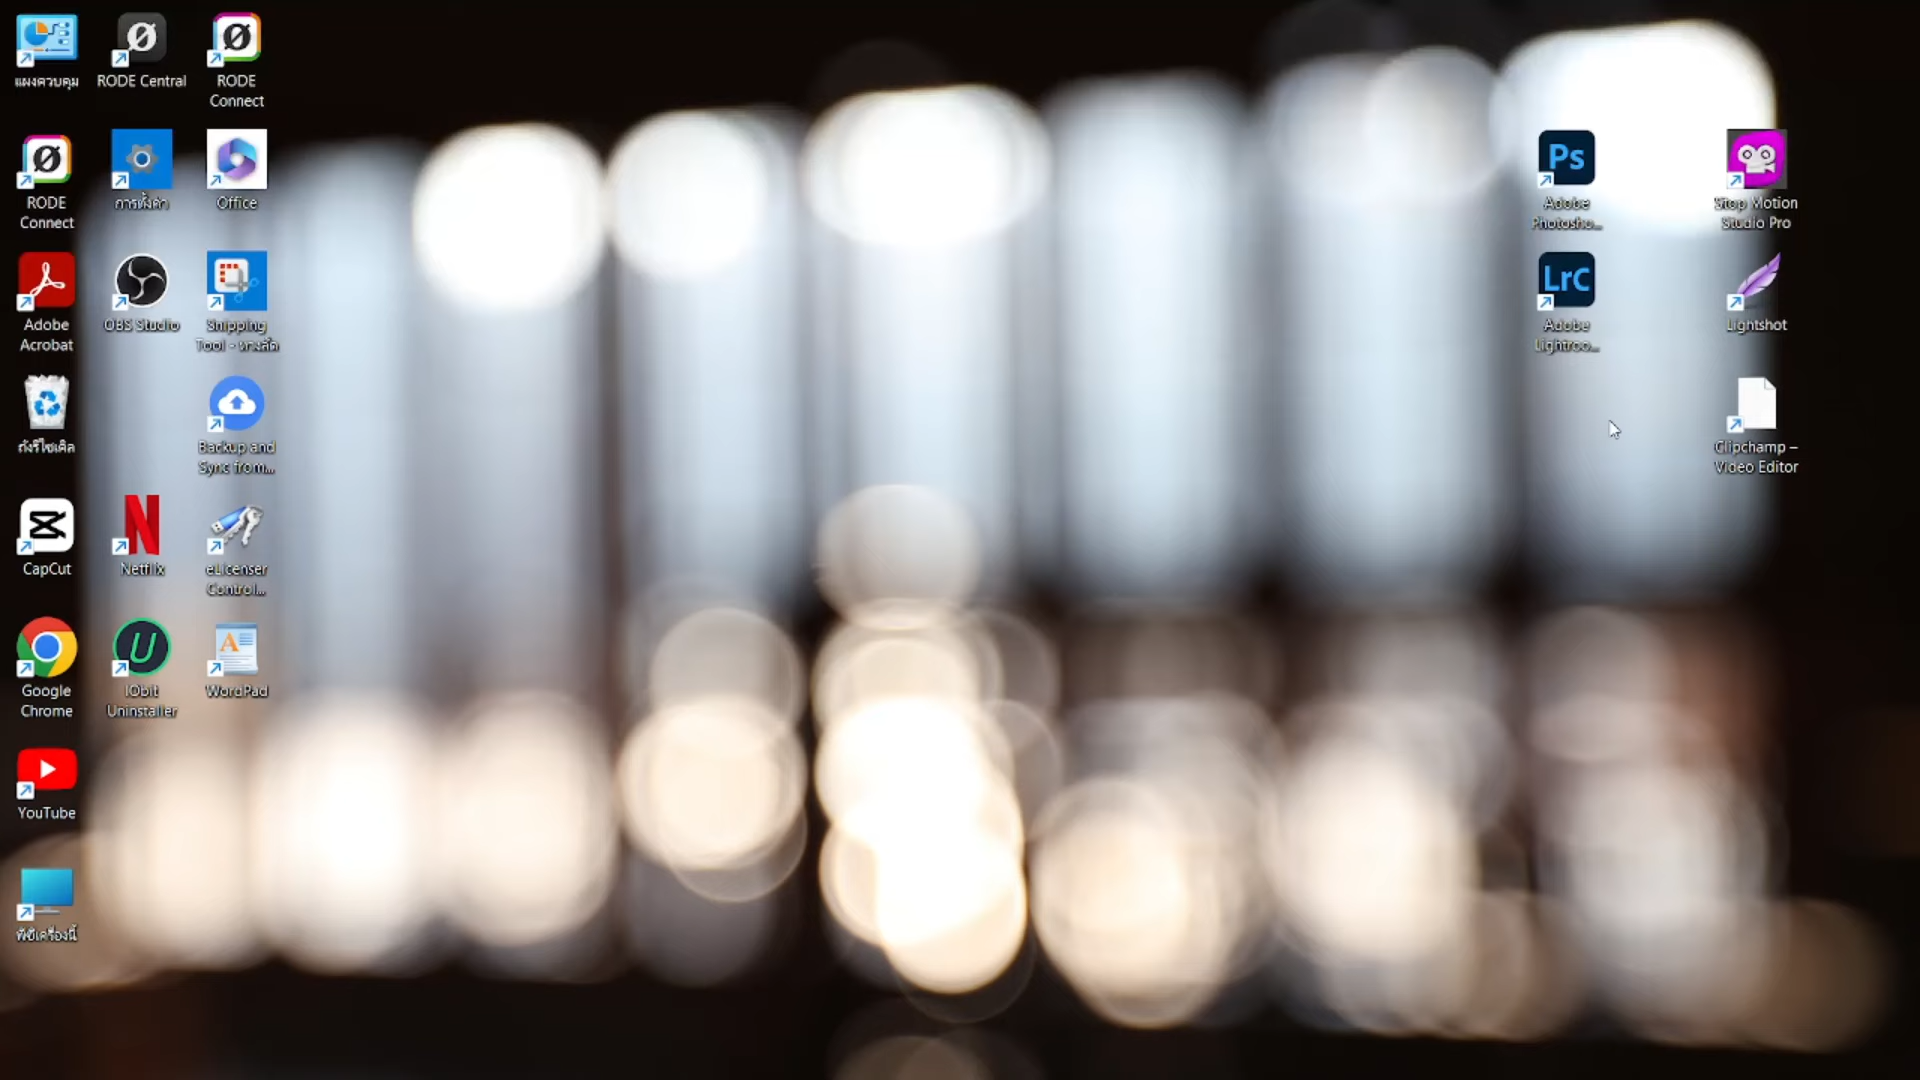 แผงควบคุม
RODE Central
RODE
Connect
RODE
Connect
การตั้งค่า
Office
Adobe
Acrobat
OBS Studio
Snipping
Tool - ทางลัด
ถังรีไซเคิล
Backup and
Sync from...
CapCut
Netflix
eLicenser
Control...
Google
Chrome
IObit
Uninstaller
WordPad
YouTube
พีซีเครื่องนี้
Ps
Adobe
Photosho...
Stop Motion
Studio Pro
LrC
Adobe
Lightroo...
Lightshot
Clipchamp –
Video Editor